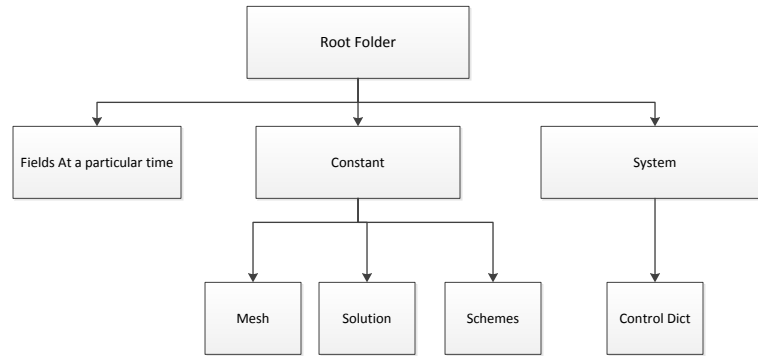 Root Folder
Fields At a particular time
Constant
System
Mesh
Solution
Schemes
Control Dict